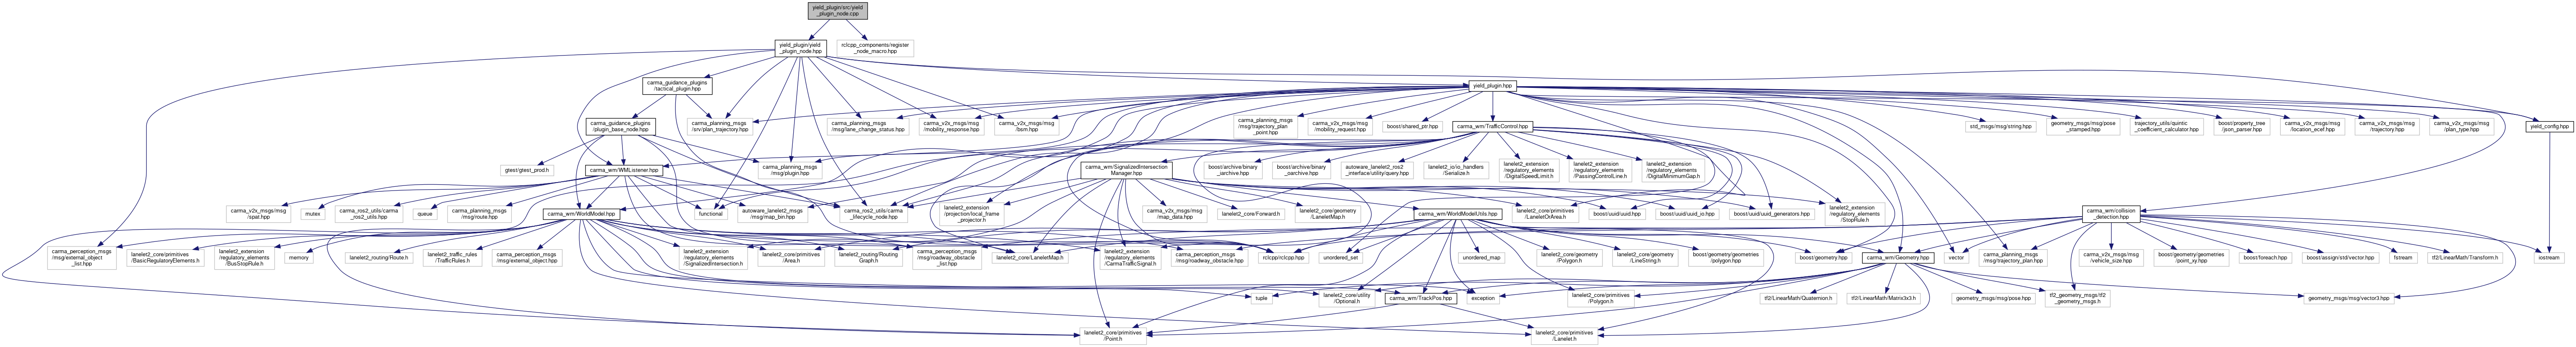 yield_plugin/src/yield
_plugin_node.cpp
yield_plugin/yield
_plugin_node.hpp
rclcpp_components/register
_node_macro.hpp
carma_guidance_plugins
/tactical_plugin.hpp
yield_plugin.hpp
carma_guidance_plugins
/plugin_base_node.hpp
carma_planning_msgs
/srv/plan_trajectory.hpp
carma_planning_msgs
/msg/lane_change_status.hpp
carma_v2x_msgs/msg
/mobility_response.hpp
carma_v2x_msgs/msg
/bsm.hpp
carma_planning_msgs
/msg/trajectory_plan
_point.hpp
carma_v2x_msgs/msg
/mobility_request.hpp
boost/shared_ptr.hpp
carma_wm/TrafficControl.hpp
std_msgs/msg/string.hpp
geometry_msgs/msg/pose
_stamped.hpp
trajectory_utils/quintic
_coefficient_calculator.hpp
boost/property_tree
/json_parser.hpp
carma_v2x_msgs/msg
/location_ecef.hpp
carma_v2x_msgs/msg
/trajectory.hpp
carma_v2x_msgs/msg
/plan_type.hpp
yield_config.hpp
gtest/gtest_prod.h
carma_wm/WMListener.hpp
carma_planning_msgs
/msg/plugin.hpp
carma_wm/SignalizedIntersection
Manager.hpp
boost/archive/binary
_iarchive.hpp
boost/archive/binary
_oarchive.hpp
autoware_lanelet2_ros2
_interface/utility/query.hpp
lanelet2_io/io_handlers
/Serialize.h
lanelet2_extension
/regulatory_elements
/DigitalSpeedLimit.h
lanelet2_extension
/regulatory_elements
/PassingControlLine.h
lanelet2_extension
/regulatory_elements
/DigitalMinimumGap.h
carma_v2x_msgs/msg
/spat.hpp
mutex
carma_ros2_utils/carma
_ros2_utils.hpp
queue
carma_planning_msgs
/msg/route.hpp
carma_wm/WorldModel.hpp
functional
autoware_lanelet2_msgs
/msg/map_bin.hpp
carma_ros2_utils/carma
_lifecycle_node.hpp
lanelet2_extension
/projection/local_frame
_projector.h
carma_v2x_msgs/msg
/map_data.hpp
lanelet2_core/Forward.h
lanelet2_core/geometry
/LaneletMap.h
carma_wm/WorldModelUtils.hpp
lanelet2_core/primitives
/LaneletOrArea.h
boost/uuid/uuid.hpp
boost/uuid/uuid_io.hpp
boost/uuid/uuid_generators.hpp
lanelet2_extension
/regulatory_elements
/StopRule.h
carma_wm/collision
_detection.hpp
carma_perception_msgs
/msg/external_object
_list.hpp
lanelet2_core/primitives
/BasicRegulatoryElements.h
lanelet2_extension
/regulatory_elements
/BusStopRule.h
memory
lanelet2_routing/Route.h
lanelet2_traffic_rules
/TrafficRules.h
carma_perception_msgs
/msg/external_object.hpp
lanelet2_extension
/regulatory_elements
/SignalizedIntersection.h
lanelet2_core/primitives
/Area.h
lanelet2_routing/Routing
Graph.h
carma_perception_msgs
/msg/roadway_obstacle
_list.hpp
lanelet2_core/LaneletMap.h
lanelet2_extension
/regulatory_elements
/CarmaTrafficSignal.h
carma_perception_msgs
/msg/roadway_obstacle.hpp
rclcpp/rclcpp.hpp
unordered_set
unordered_map
lanelet2_core/geometry
/Polygon.h
lanelet2_core/geometry
/LineString.h
boost/geometry/geometries
/polygon.hpp
boost/geometry.hpp
carma_wm/Geometry.hpp
vector
carma_planning_msgs
/msg/trajectory_plan.hpp
carma_v2x_msgs/msg
/vehicle_size.hpp
boost/geometry/geometries
/point_xy.hpp
boost/foreach.hpp
boost/assign/std/vector.hpp
fstream
tf2/LinearMath/Transform.h
iostream
tuple
lanelet2_core/utility
/Optional.h
carma_wm/TrackPos.hpp
exception
lanelet2_core/primitives
/Polygon.h
tf2/LinearMath/Quaternion.h
tf2/LinearMath/Matrix3x3.h
geometry_msgs/msg/pose.hpp
tf2_geometry_msgs/tf2
_geometry_msgs.h
geometry_msgs/msg/vector3.hpp
lanelet2_core/primitives
/Point.h
lanelet2_core/primitives
/Lanelet.h